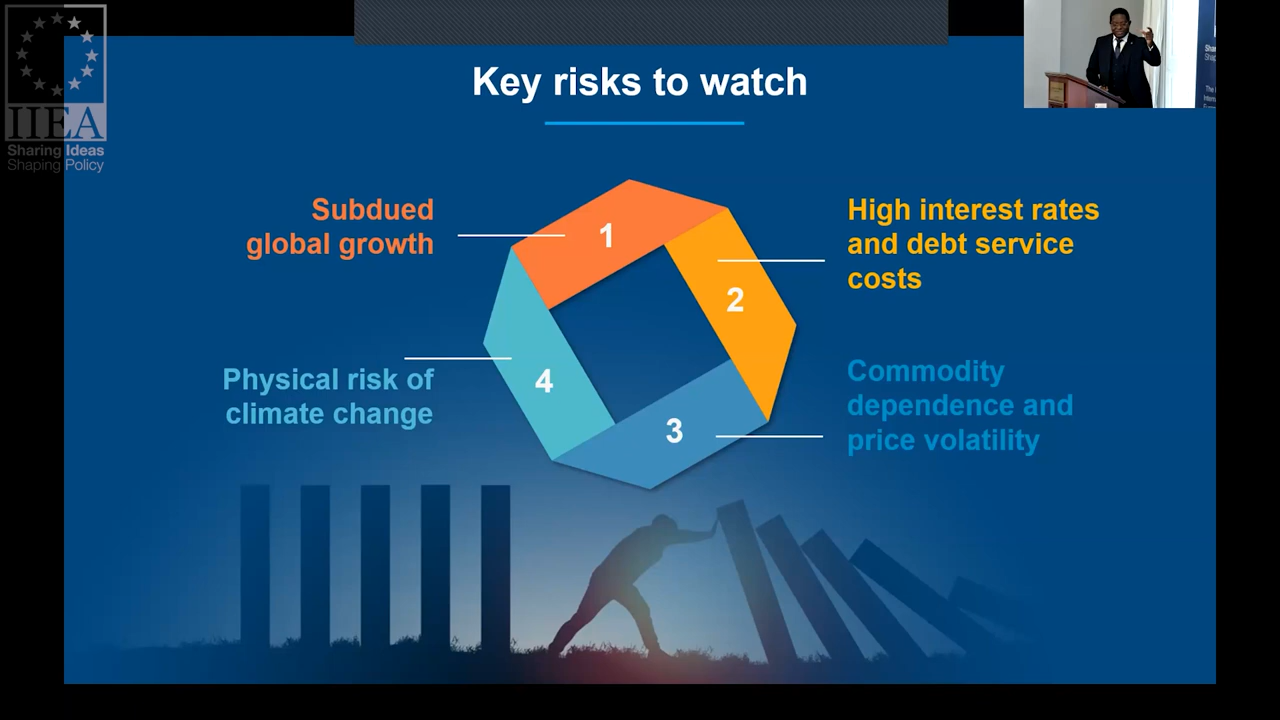 IIEA
Sharing Ideas
Shaping Policy
Key risks to watch
Subdued
global growth
1
High interest rates
and debt service
costs
2
Commodity
dependence and
price volatility
3
Physical risk of
climate change
4